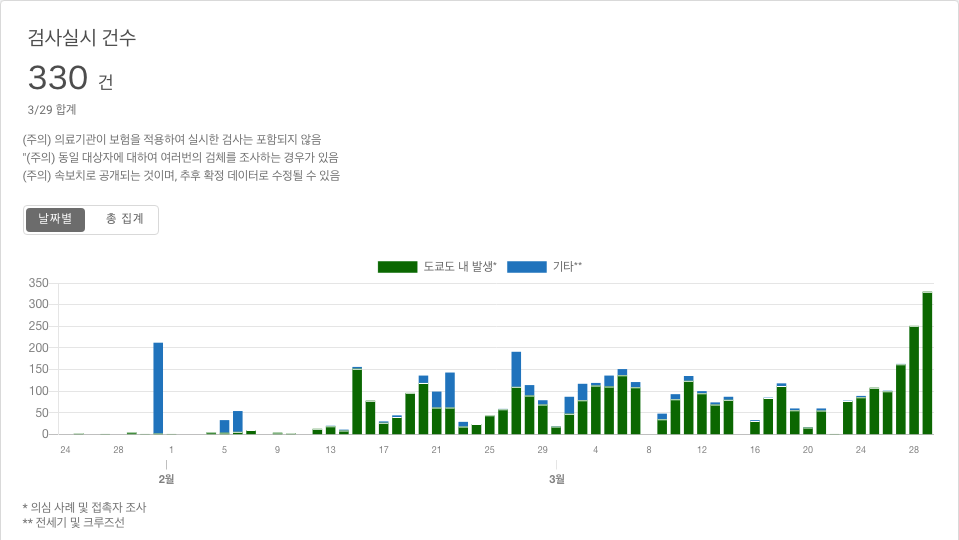 검사실시 건수
330 건
3/29 합계
(주의) 의료기관이 보험을 적용하여 실시한 검사는 포함되지 않음
"(주의) 동일 대상자에 대하여 여러번의 검체를 조사하는 경우가 있음
(주의) 속보치로 공개되는 것이며, 추후 확정 데이터로 수정될 수 있음
날짜별 총 집계
도쿄도 내 발생* 기타**
350
300
250
200
150
100
50
0
24 28 1 5 9 13 17 21 25 29 4 8 12 16 20 24 28
2월 3월
* 의심 사례 및 접촉자 조사
** 전세기 및 크루즈선